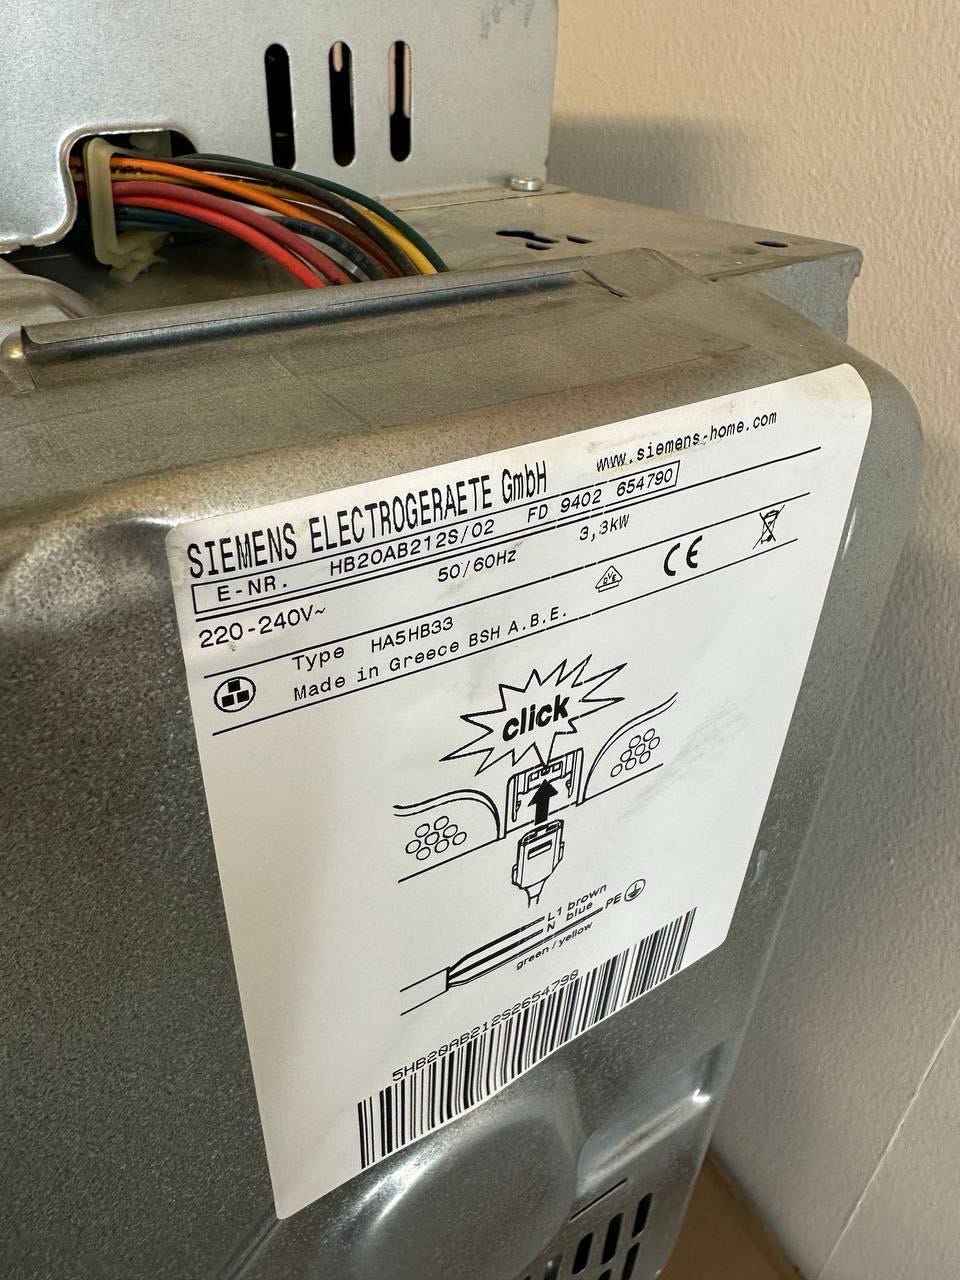 SIEMENS ELECTROGERAETE GmbH www.siemens-home.com
E-NR. HB20AB212S/02 FD 9402 654790
220-240V~ 50/60Hz 3,3kW
Type HA5HB33
Made in Greece BSH A.B.E.
DVE
CE
click
L1 brown
N blue
PE
green/yellow
5HB20AB212S2654790